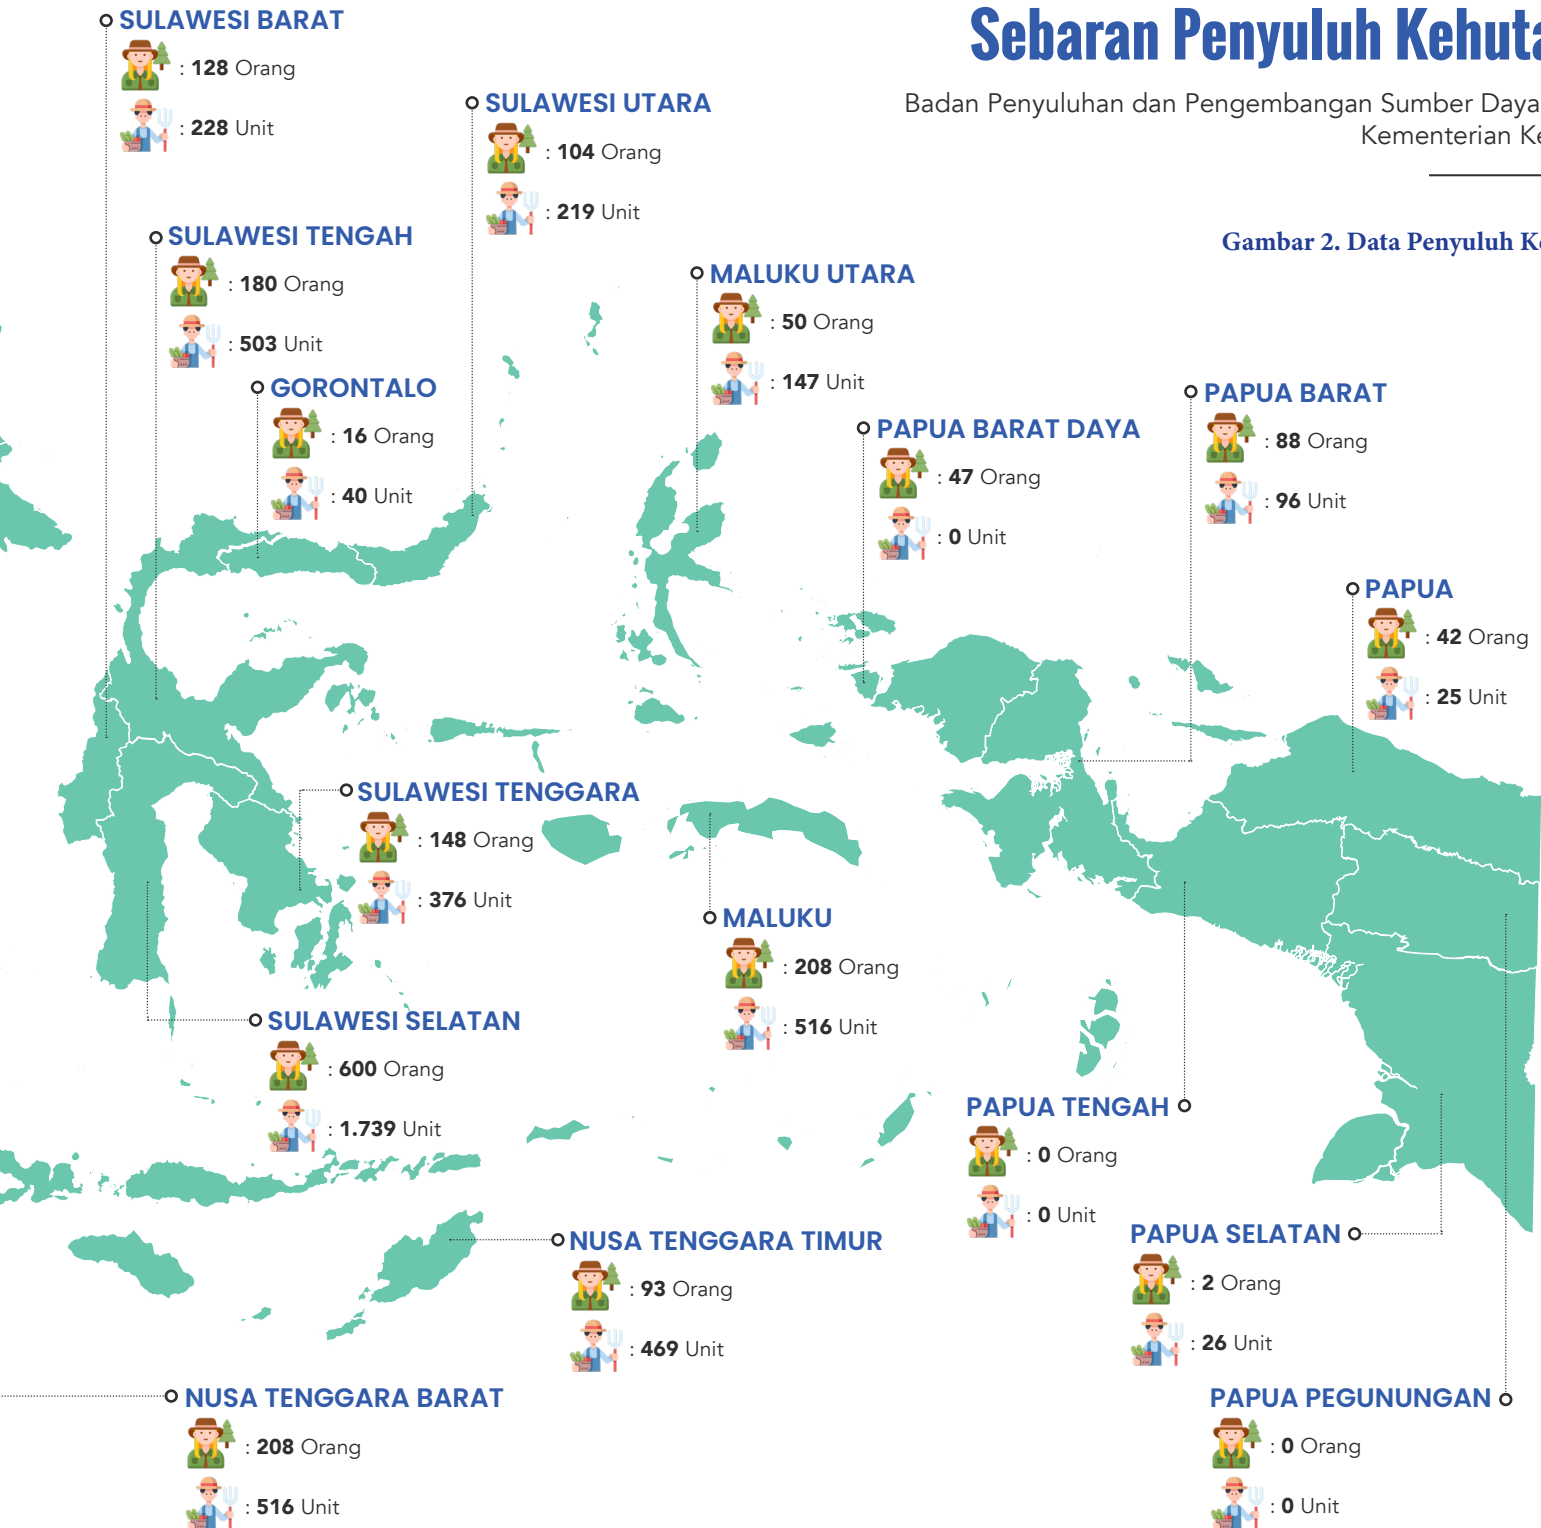 Sebaran Penyuluh
Badan Penyuluhan dan Pengembangan Sumber Daya
Kementerian
Gambar 2. Data Penyuluh
SULAWESI BARAT
: 128 Orang
: 228 Unit
SULAWESI UTARA
: 104 Orang
: 219 Unit
SULAWESI TENGAH
: 180 Orang
: 503 Unit
GORONTALO
: 16 Orang
: 40 Unit
MALUKU UTARA
: 50 Orang
: 147 Unit
PAPUA BARAT DAYA
: 47 Orang
: 0 Unit
PAPUA BARAT
: 88 Orang
: 96 Unit
PAPUA
: 42 Orang
: 25 Unit
SULAWESI TENGGARA
: 148 Orang
: 376 Unit
MALUKU
: 208 Orang
: 516 Unit
SULAWESI SELATAN
: 600 Orang
: 1.739 Unit
PAPUA TENGAH
: 0 Orang
: 0 Unit
PAPUA SELATAN
: 2 Orang
: 26 Unit
NUSA TENGGARA TIMUR
: 93 Orang
: 469 Unit
NUSA TENGGARA BARAT
: 208 Orang
: 516 Unit
PAPUA PEGUNUNGAN
: 0 Orang
: 0 Unit